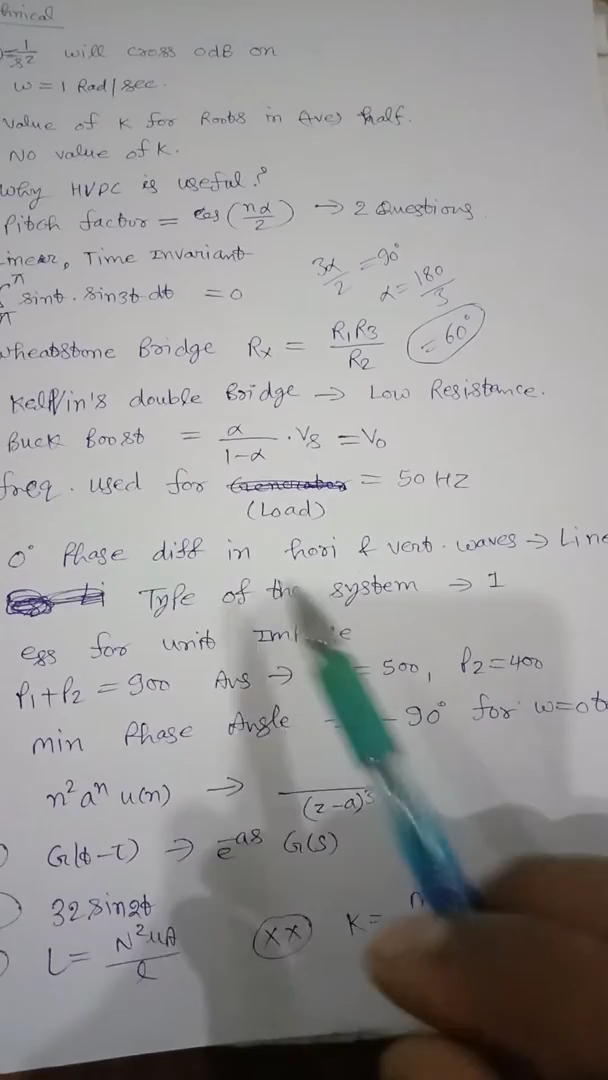 hnical
= 1/s² will cross 0dB on
ω = 1 Rad/sec.
Value of K for Roots in (+ve) half.
No value of K.
Why HVDC is useful?
Pitch factor = cos(nα/2) → 2 Questions
inear, Time Invariant
3α/2 = 90°
α = 180/3
= 60°
sint. sin3t dt = 0
Wheatstone Bridge Rx = R1R3/R2
Kelvin's double Bridge → Low Resistance.
Buck Boost = α/1-α . Vs = Vo
freq. used for = 50 HZ
(Load)
0° Phase diff in hori & vert. waves → Line
Type of the system → 1
ess for unit
P1+P2 = 900 Ans → = 500, P2 = 400
min Phase Angle - 90° for ω=0 to
n² aⁿ u(n) → (z-a)³
G(t-τ) → e^-as G(s)
32 sin2t
L = N²uA/l (XX) K =